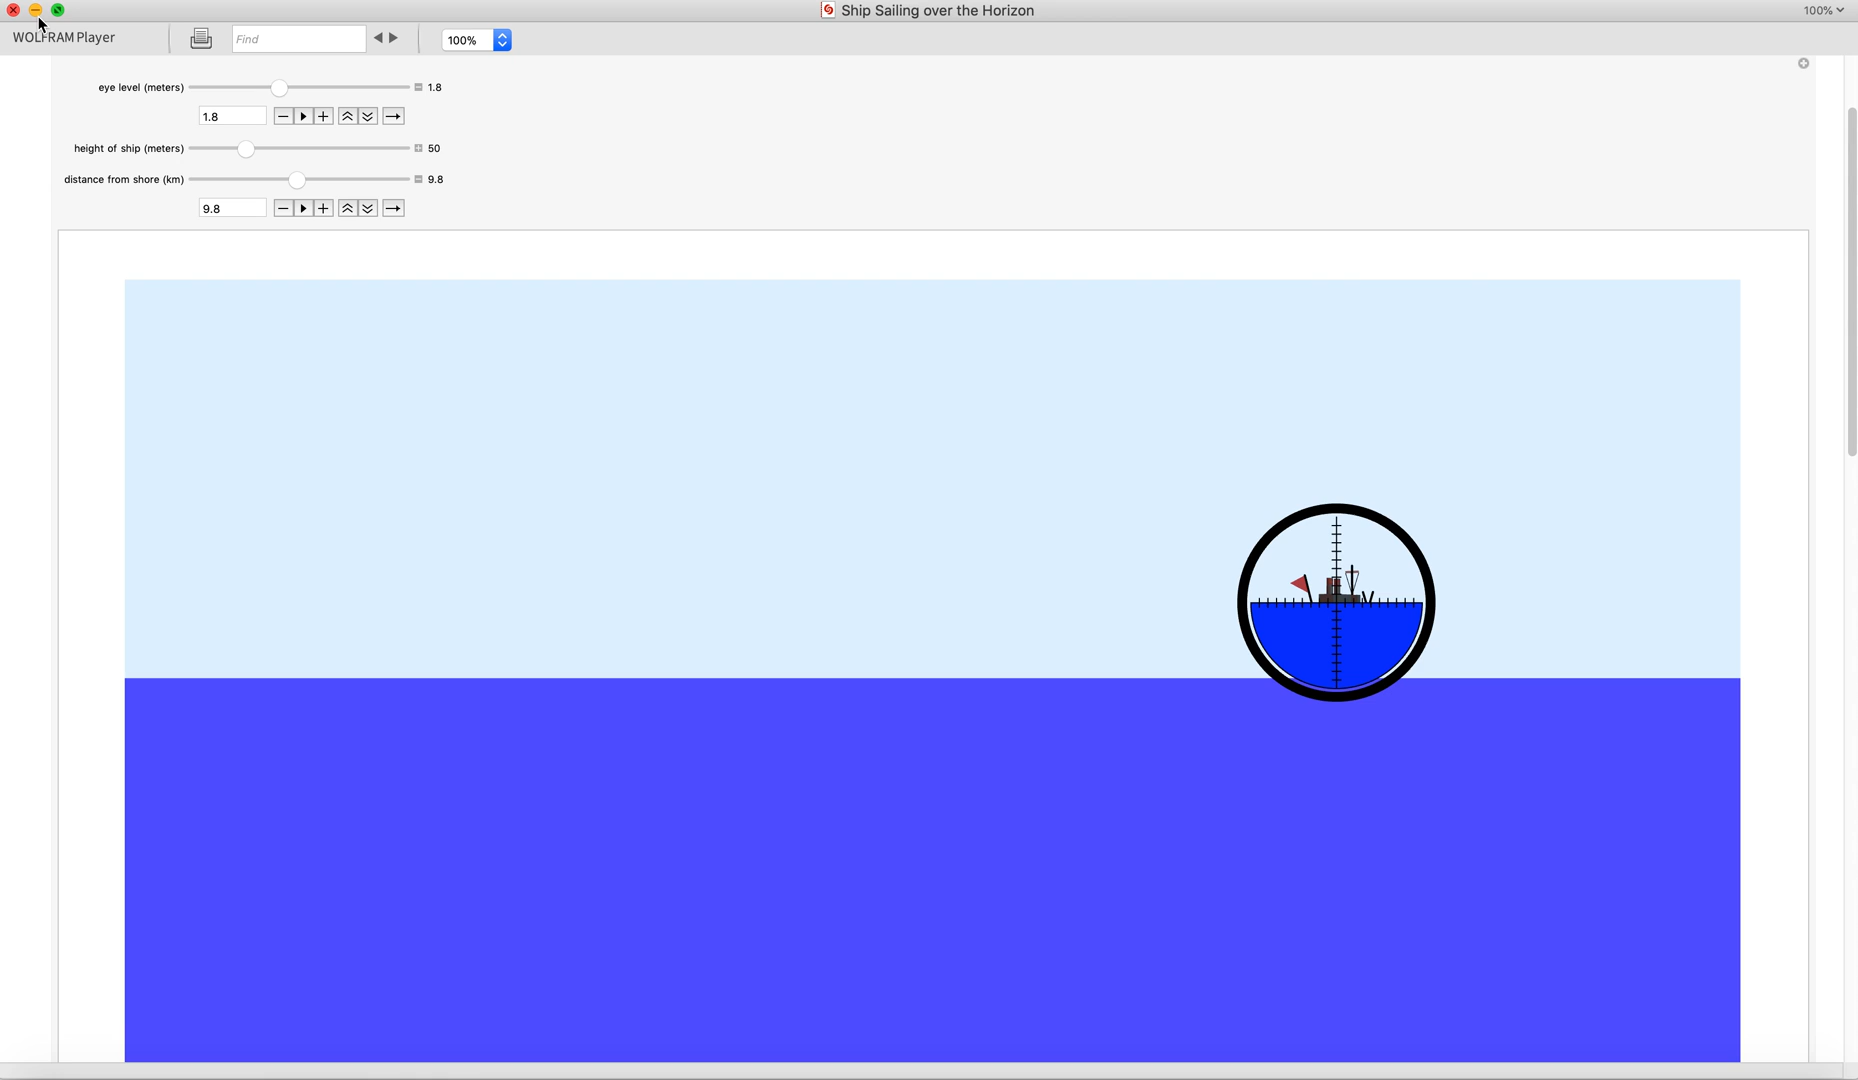 Ship Sailing over the Horizon
100%
WOLFRAM Player
Find
100%
eye level (meters) 1.8
1.8
height of ship (meters) 50
distance from shore (km) 9.8
9.8